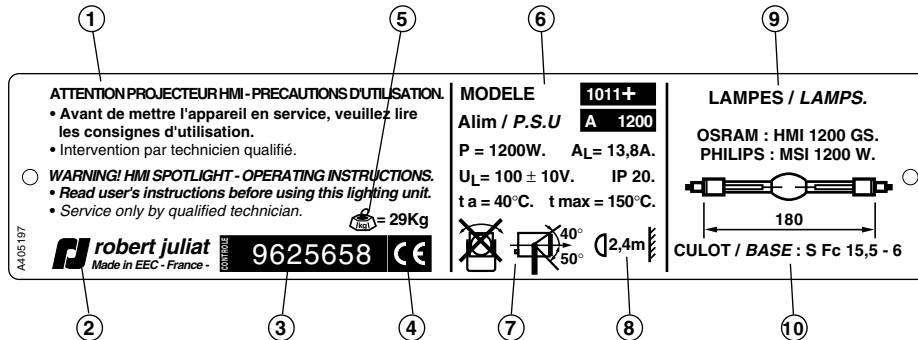 1
5
6
9
ATTENTION PROJECTEUR HMI - PRECAUTIONS D'UTILISATION.
• Avant de mettre l'appareil en service, veuillez lire
les consignes d'utilisation.
• Intervention par technicien qualifié.
WARNING! HMI SPOTLIGHT - OPERATING INSTRUCTIONS.
• Read user's instructions before using this lighting unit.
• Service only by qualified technician.
(kg) = 29Kg
A405197
robert juliat
Made in EEC - France -
CONTROLE
9625658
CE
MODELE 1011+
Alim / P.S.U A 1200
P = 1200W. AL = 13,8A.
UL = 100 ± 10V. IP 20.
t a = 40°C. t max = 150°C.
40°
50°
2,4m
LAMPES / LAMPS.
OSRAM : HMI 1200 GS.
PHILIPS : MSI 1200 W.
180
CULOT / BASE : S Fc 15,5 - 6
2
3
4
7
8
10